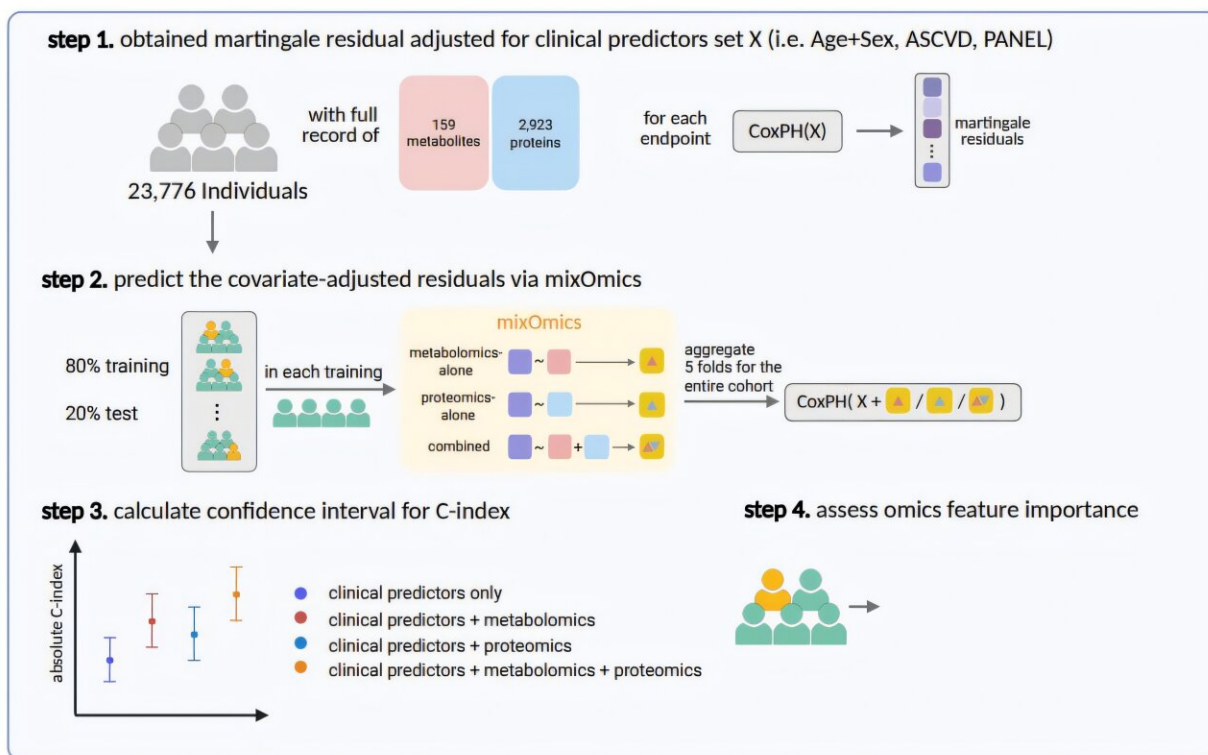 step 1. obtained martingale residual adjusted for clinical predictors set X (i.e. Age+Sex, ASCVD, PANEL)
with full
record of
159
metabolites
2,923
proteins
for each
endpoint
CoxPH(X)
martingale
residuals
23,776 Individuals
step 2. predict the covariate-adjusted residuals via mixOmics
80% training
20% test
in each training
mixOmics
metabolomics-
alone
~
proteomics-
alone
~
combined
~ +
aggregate
5 folds for the
entire cohort
CoxPH( X + / / )
step 3. calculate confidence interval for C-index
absolute C-index
clinical predictors only
clinical predictors + metabolomics
clinical predictors + proteomics
clinical predictors + metabolomics + proteomics
step 4. assess omics feature importance